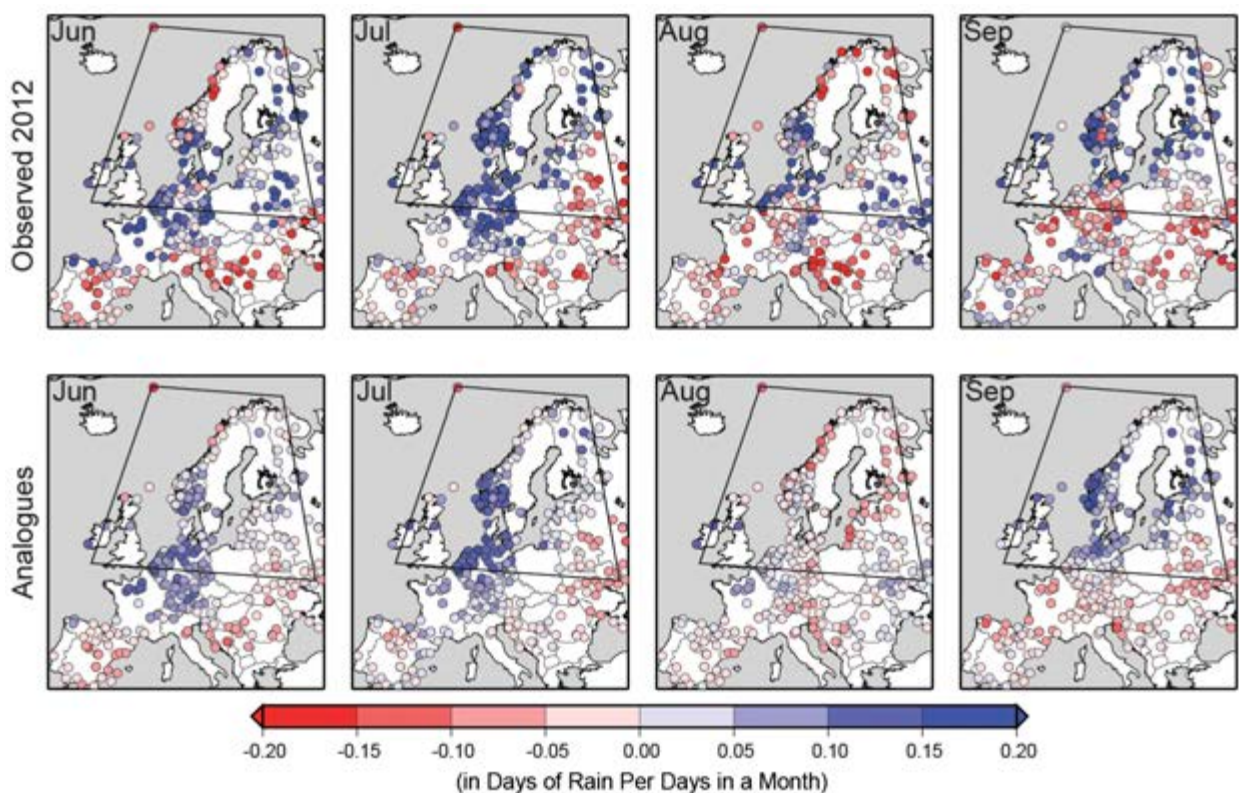 Jun
Jul
Aug
Sep
Observed 2012
Jun
Jul
Aug
Sep
Analogues
-0.20 -0.15 -0.10 -0.05 0.00 0.05 0.10 0.15 0.20
(in Days of Rain Per Days in a Month)